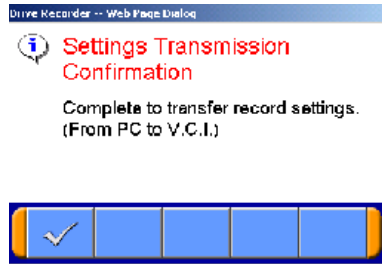 Drive Recorder -- Web Page Dialog
Settings Transmission
Confirmation
Complete to transfer record settings.
(From PC to V.C.I.)